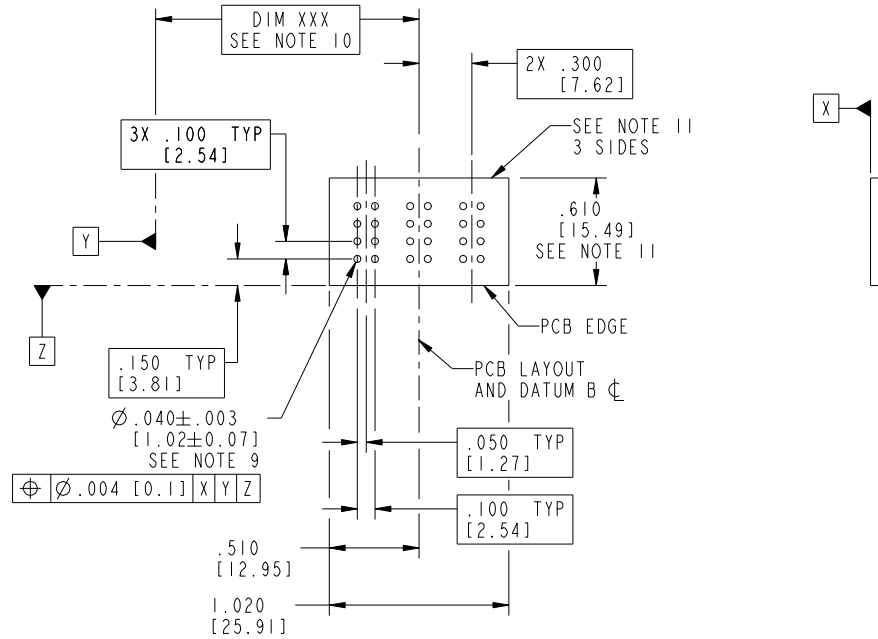 DIM XXX
SEE NOTE 10
2X .300
[7.62]
X
3X .100 TYP
[2.54]
SEE NOTE 11
3 SIDES
.610
[15.49]
SEE NOTE 11
Y
Z
PCB EDGE
.150 TYP
[3.81]
PCB LAYOUT
AND DATUM B ℄
Ø.040±.003
[1.02±0.07]
SEE NOTE 9
⌖ Ø.004 [0.1] X Y Z
.050 TYP
[1.27]
.100 TYP
[2.54]
.510
[12.95]
1.020
[25.91]